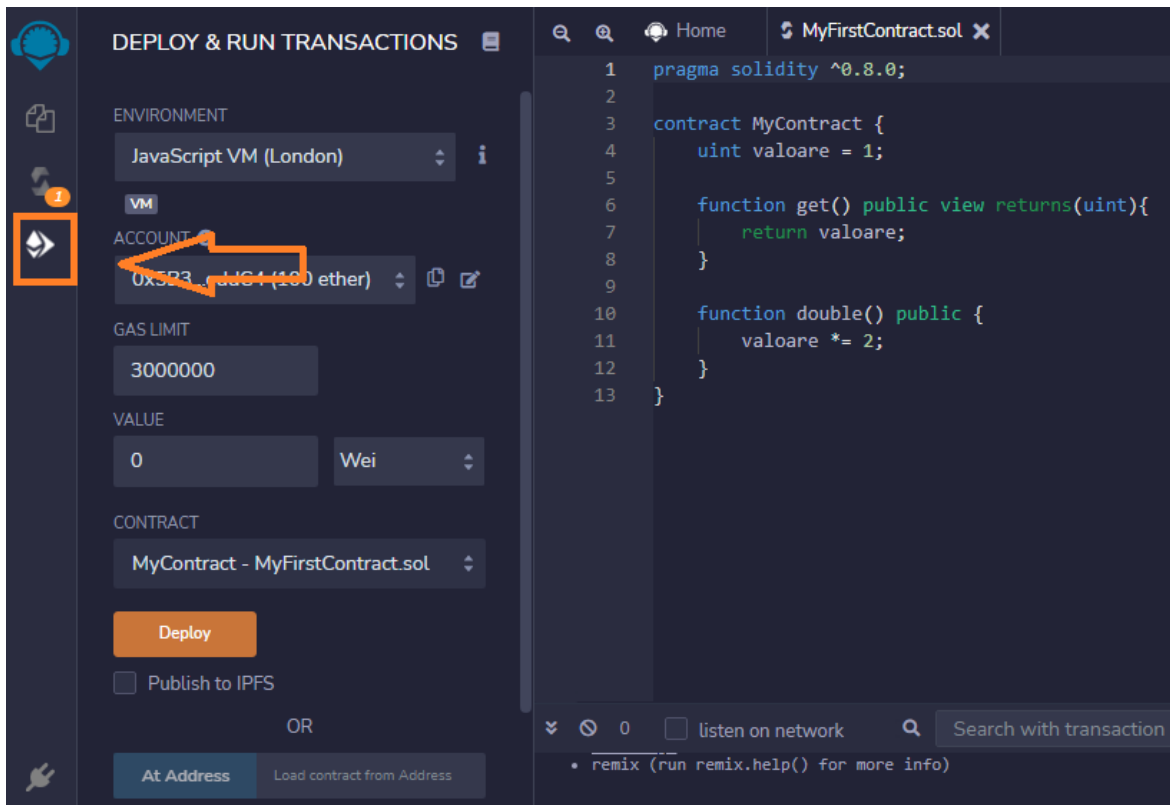 DEPLOY & RUN TRANSACTIONS
ENVIRONMENT
JavaScript VM (London)
VM
1
ACCOUNT
(100 ether)
GAS LIMIT
3000000
VALUE
0 Wei
CONTRACT
MyContract - MyFirstContract.sol
Deploy
Publish to IPFS
OR
At Address Load contract from Address
Home MyFirstContract.sol
1 pragma solidity ^0.8.0;
2
3 contract MyContract {
4 uint valoare = 1;
5
6 function get() public view returns(uint){
7 return valoare;
8 }
9
10 function double() public {
11 valoare *= 2;
12 }
13 }
0 listen on network Search with transaction
• remix (run remix.help() for more info)